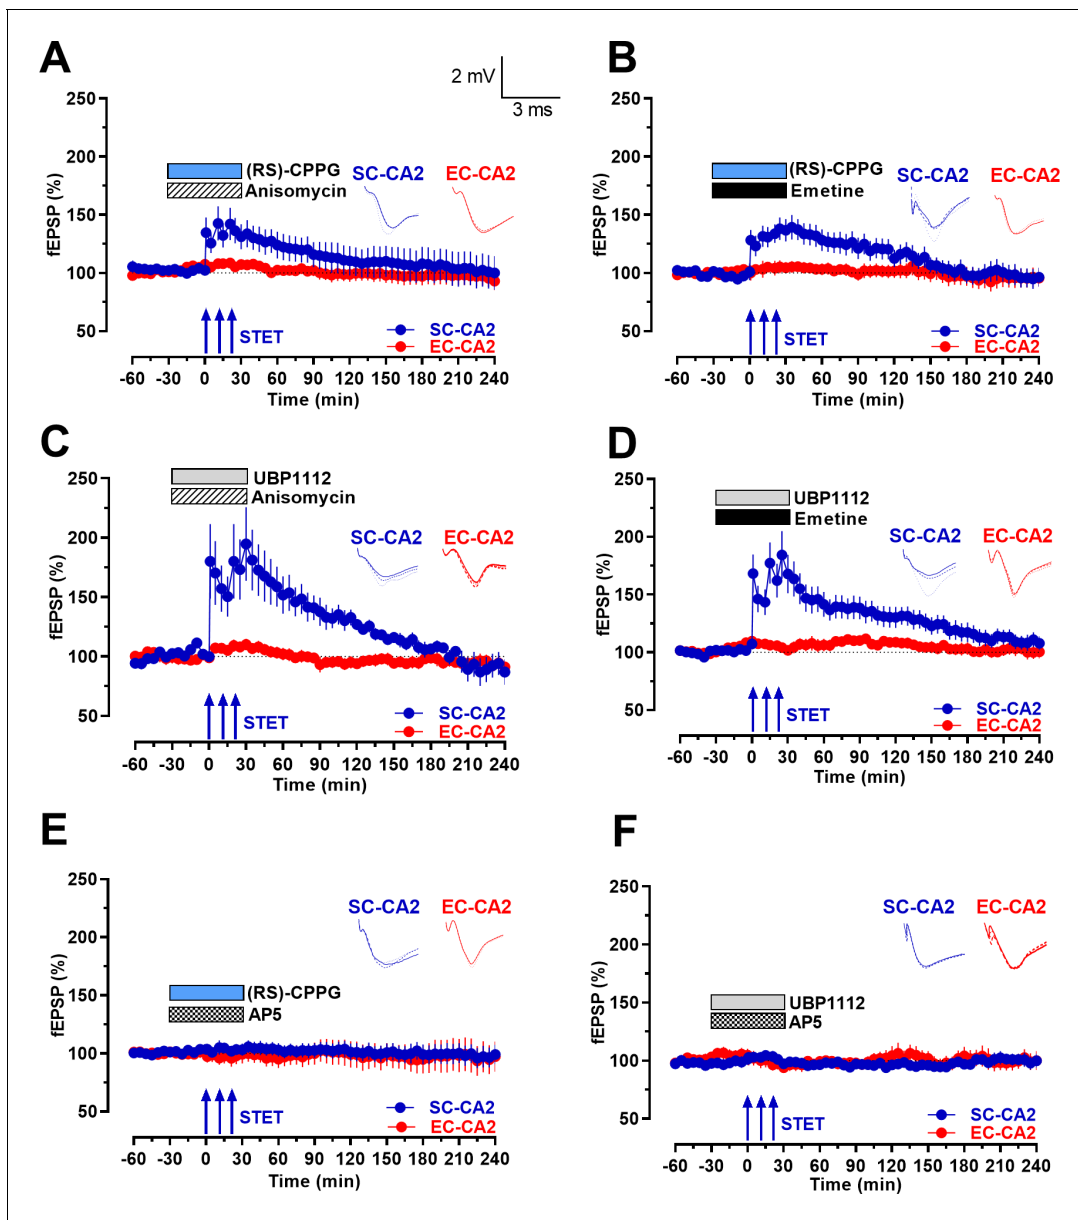 A
2 mV
3 ms
250
200
150
100
50
fEPSP (%)
(RS)-CPPG
Anisomycin
SC-CA2
EC-CA2
STET
SC-CA2
EC-CA2
-60 -30 0 30 60 90 120 150 180 210 240
Time (min)
B
250
200
150
100
50
fEPSP (%)
(RS)-CPPG
Emetine
SC-CA2
EC-CA2
STET
SC-CA2
EC-CA2
-60 -30 0 30 60 90 120 150 180 210 240
Time (min)
C
250
200
150
100
50
fEPSP (%)
UBP1112
Anisomycin
SC-CA2
EC-CA2
STET
SC-CA2
EC-CA2
-60 -30 0 30 60 90 120 150 180 210 240
Time (min)
D
250
200
150
100
50
fEPSP (%)
UBP1112
Emetine
SC-CA2
EC-CA2
STET
SC-CA2
EC-CA2
-60 -30 0 30 60 90 120 150 180 210 240
Time (min)
E
250
200
150
100
50
fEPSP (%)
(RS)-CPPG
AP5
SC-CA2
EC-CA2
STET
SC-CA2
EC-CA2
-60 -30 0 30 60 90 120 150 180 210 240
Time (min)
F
250
200
150
100
50
fEPSP (%)
UBP1112
AP5
SC-CA2
EC-CA2
STET
SC-CA2
EC-CA2
-60 -30 0 30 60 90 120 150 180 210 240
Time (min)